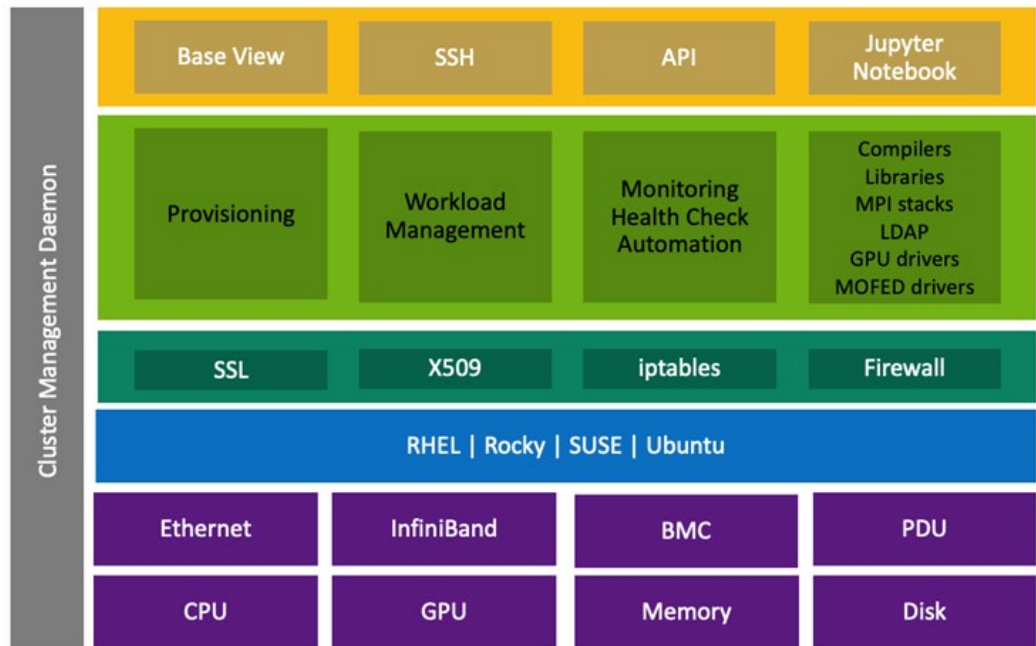 Cluster Management Daemon
Base View
SSH
API
Jupyter
Notebook
Provisioning
Workload
Management
Monitoring
Health Check
Automation
Compilers
Libraries
MPI stacks
LDAP
GPU drivers
MOFED drivers
SSL
X509
iptables
Firewall
RHEL | Rocky | SUSE | Ubuntu
Ethernet
InfiniBand
BMC
PDU
CPU
GPU
Memory
Disk